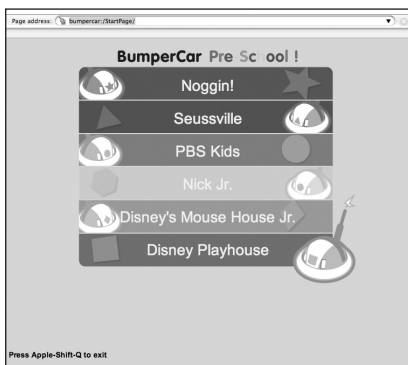 Page address: bumpercar:/StartPage/
BumperCar Pre School !
Noggin!
Seussville
PBS Kids
Nick Jr.
Disney's Mouse House Jr.
Disney Playhouse
Press Apple-Shift-Q to exit